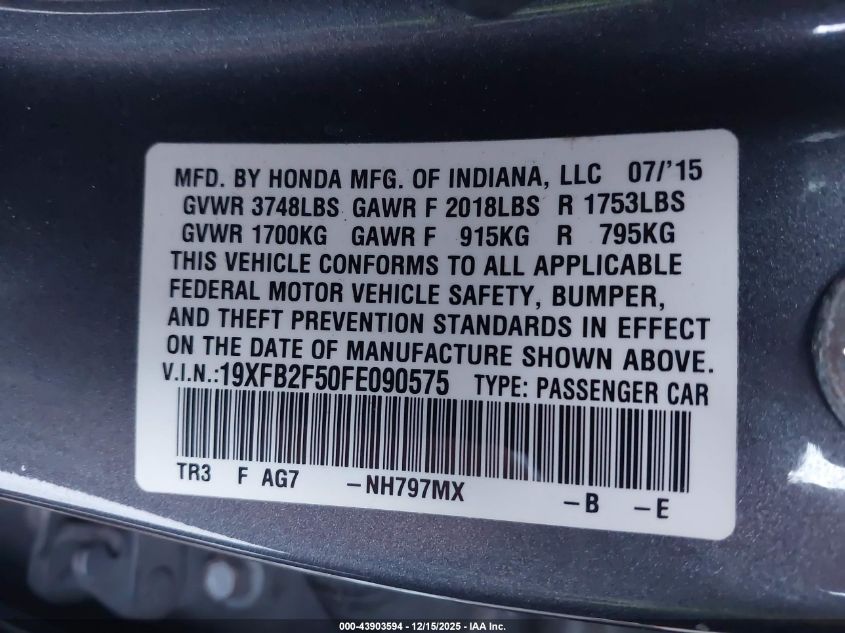 MFD. BY HONDA MFG. OF INDIANA, LLC 07/'15
GVWR 3748LBS GAWR F 2018LBS R 1753LBS
GVWR 1700KG GAWR F 915KG R 795KG
THIS VEHICLE CONFORMS TO ALL APPLICABLE
FEDERAL MOTOR VEHICLE SAFETY, BUMPER,
AND THEFT PREVENTION STANDARDS IN EFFECT
ON THE DATE OF MANUFACTURE SHOWN ABOVE.
V.I.N.:19XFB2F50FE090575 TYPE: PASSENGER CAR
TR3 F AG7 -NH797MX -B -E
000-43903594 - 12/15/2025 - IAA Inc.